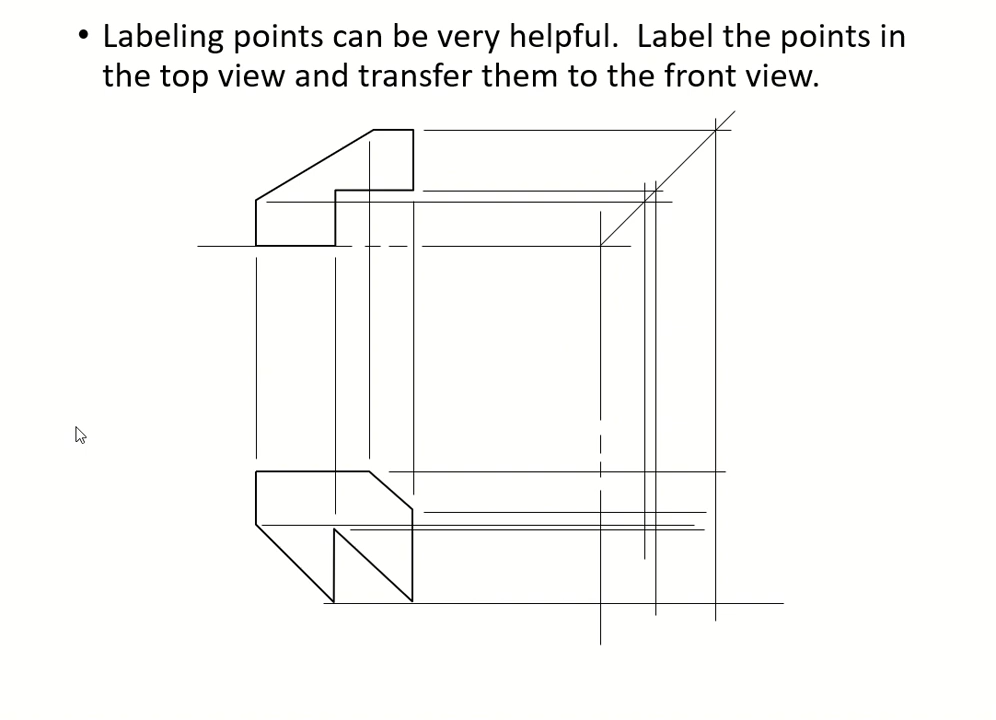 • Labeling points can be very helpful.  Label the points in
the top view and transfer them to the front view.